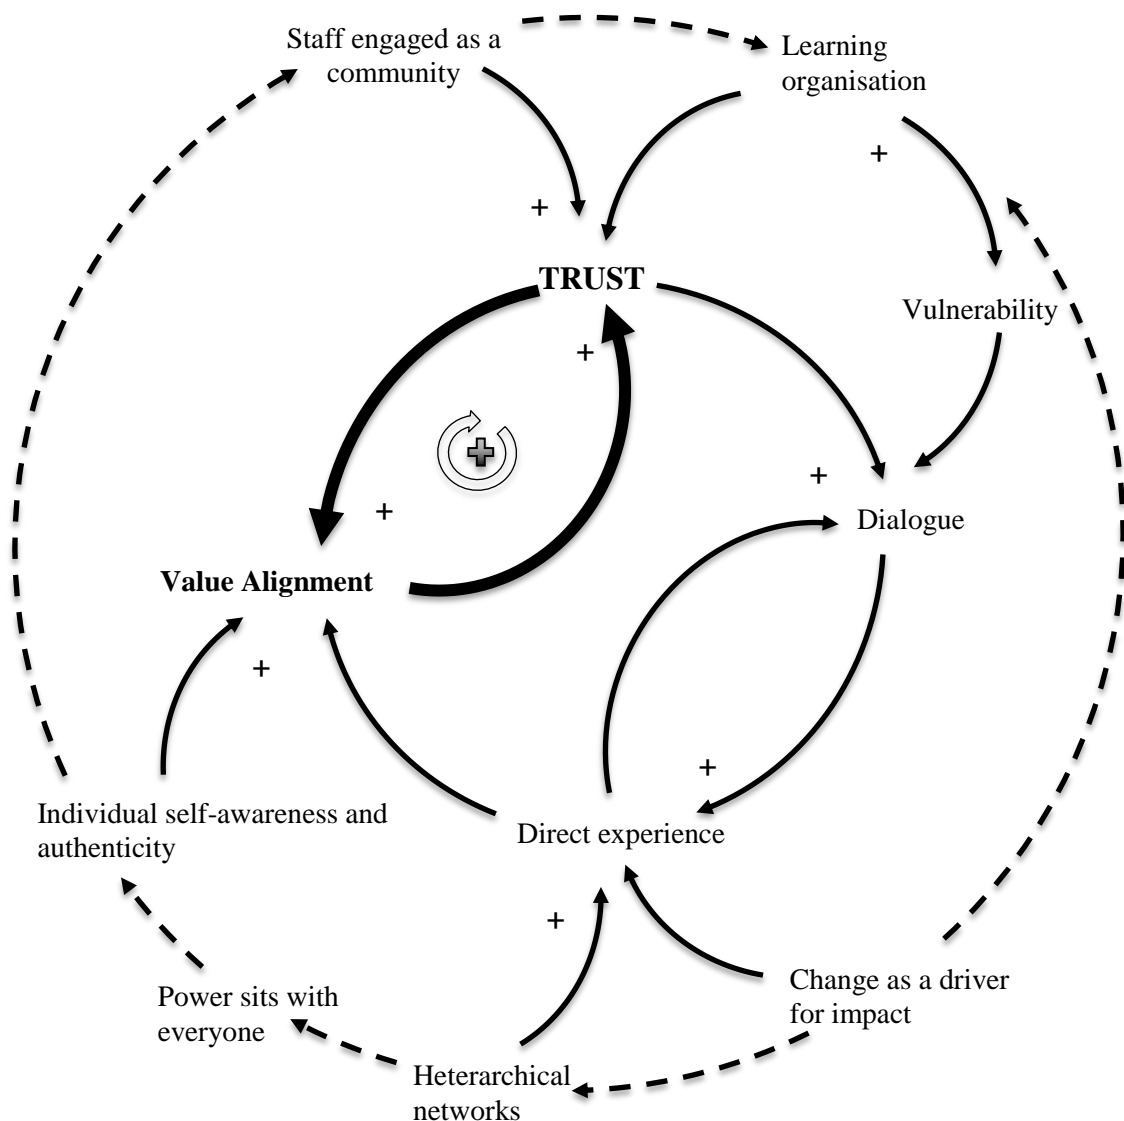 Staff engaged as a
community
Learning
organisation
+
+
TRUST
Vulnerability
+
+
+
Dialogue
Value Alignment
+
+
Individual self-awareness and
authenticity
Direct experience
+
Power sits with
everyone
Change as a driver
for impact
Heterarchical
networks